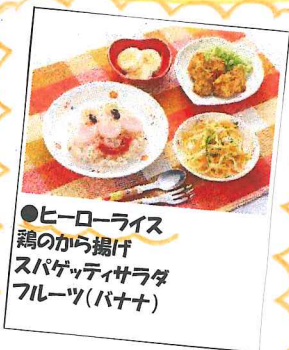 ●ヒーローライス
鶏のから揚げ
スパゲッティサラダ
フルーツ(バナナ)